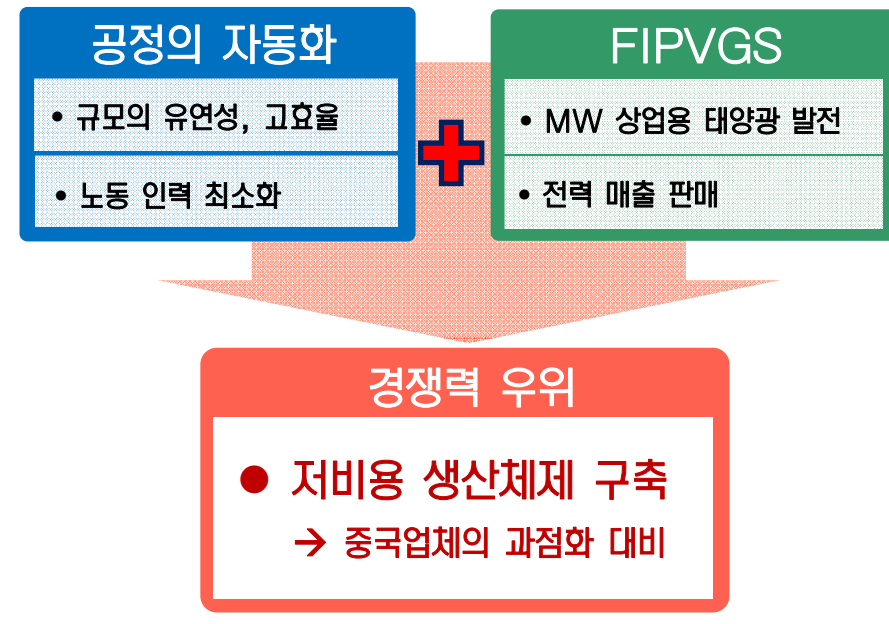 공정의 자동화
• 규모의 유연성, 고효율
• 노동 인력 최소화
FIPVGS
• MW 상업용 태양광 발전
• 전력 매출 판매
경쟁력 우위
● 저비용 생산체제 구축
→ 중국업체의 과점화 대비